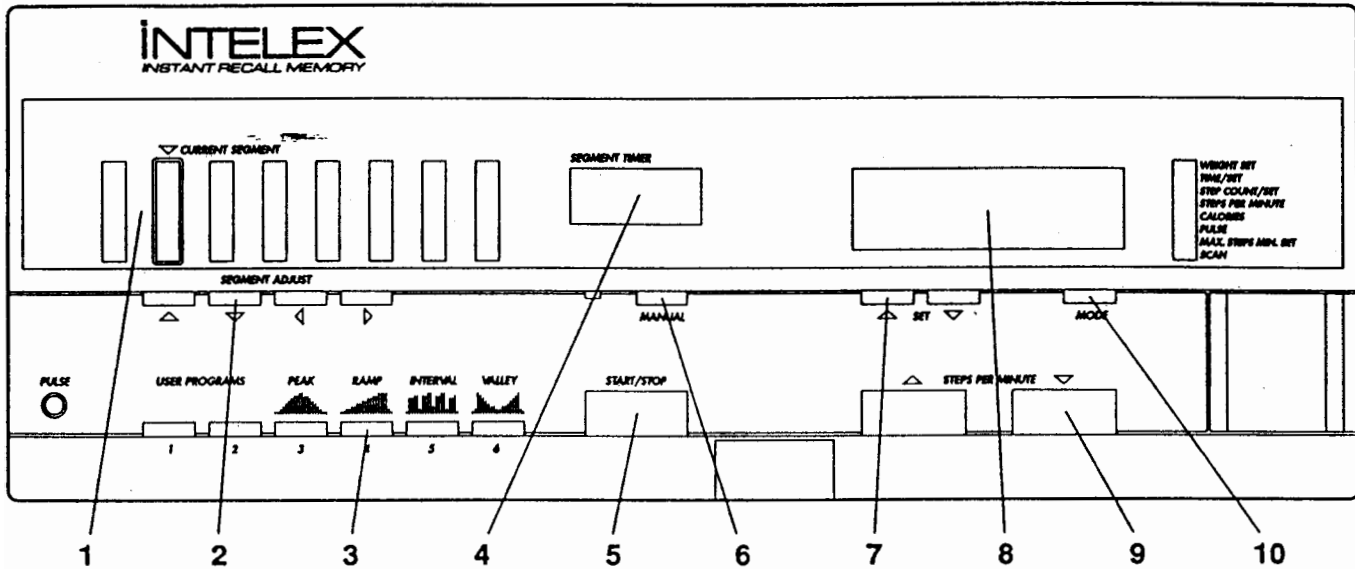 iNTELEX
INSTANT RECALL MEMORY
▽ CURRENT SEGMENT
SEGMENT TIMER
WEIGHT SET
TIME/SET
STEP COUNT/SET
STEPS PER MINUTE
CALORIES
PULSE
MAX. STEPS MIN. SET
SCAN
SEGMENT ADJUST
△ ▽ ◁ ▷
MANUAL
△ SET ▽
MODE
PULSE
USER PROGRAMS
PEAK
RAMP
INTERVAL
VALLEY
START/STOP
△ STEPS PER MINUTE ▽
1 2 3 4 5 6
1 2 3 4 5 6 7 8 9 10